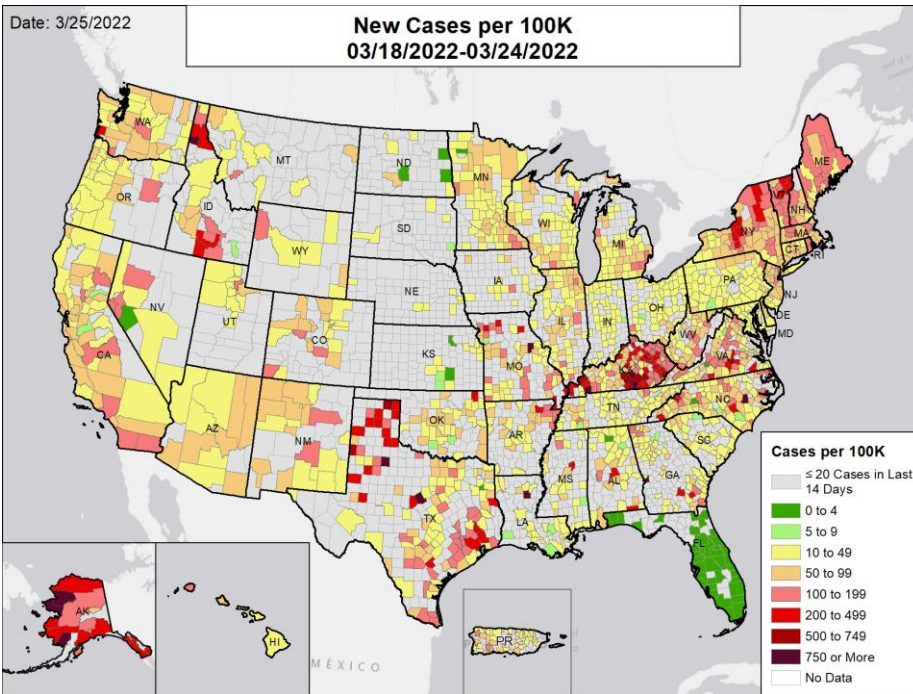 Date: 3/25/2022
New Cases per 100K
03/18/2022-03/24/2022
WA
MT
ND
MN
ME
OR
ID
WI
VT
NH
SD
MI
NY
MA
WY
CT
RI
IA
PA
NE
NJ
NV
OH
IL
IN
DE
UT
MD
CO
WV
CA
KS
MO
KY
VA
TN
NC
OK
AZ
NM
AR
SC
MS
AL
GA
TX
LA
FL
AK
HI
PR
MEXICO
Cases per 100K
≤ 20 Cases in Last
14 Days
0 to 4
5 to 9
10 to 49
50 to 99
100 to 199
200 to 499
500 to 749
750 or More
No Data